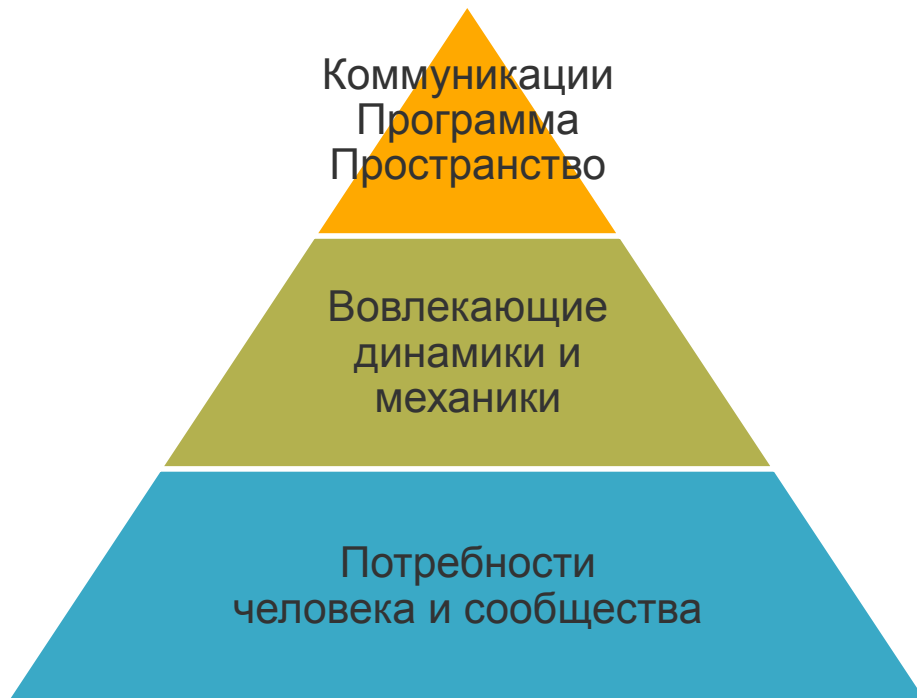 Коммуникации
Программа
Пространство
Вовлекающие
динамики и
механики
Потребности
человека и сообщества